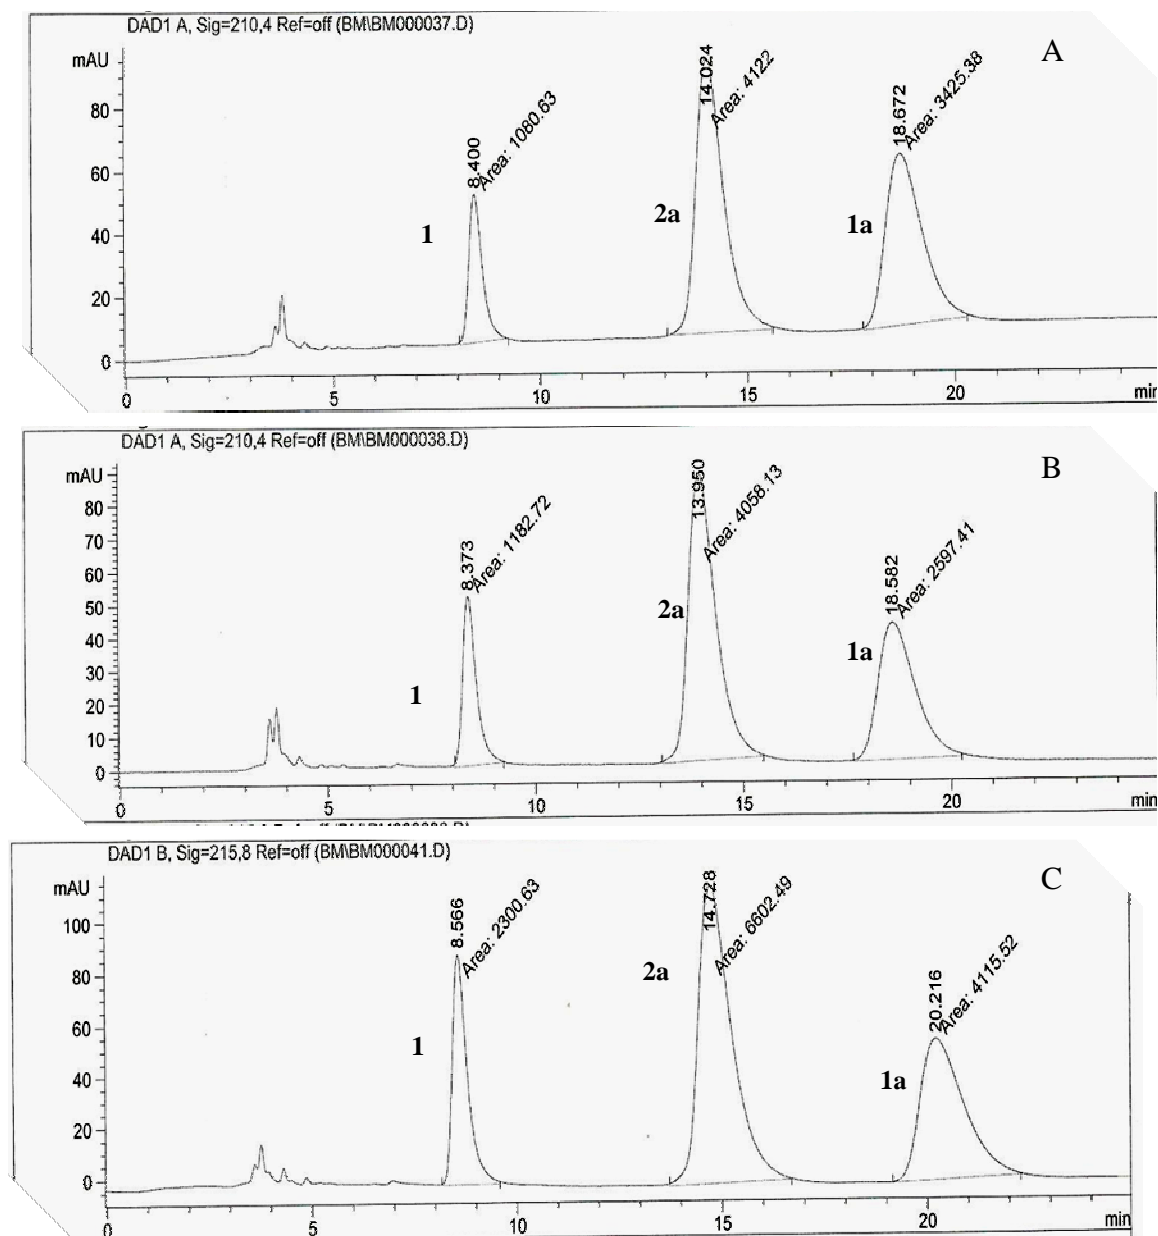 DAD1 A, Sig=210,4 Ref=off (BM\BM000037.D)
A
mAU
80
60
40
20
0
8.400
Area: 1080.63
14.024
Area: 4122
18.672
Area: 3425.38
1
2a
1a
0 5 10 15 20 min
DAD1 A, Sig=210,4 Ref=off (BM\BM000038.D)
B
mAU
80
70
60
50
40
30
20
10
0
8.373
Area: 1182.72
13.950
Area: 4058.13
18.582
Area: 2597.41
1
2a
1a
0 5 10 15 20 min
DAD1 B, Sig=215,8 Ref=off (BM\BM000041.D)
C
mAU
100
80
60
40
20
0
8.566
Area: 2300.63
14.728
Area: 6602.49
20.216
Area: 4115.52
1
2a
1a
0 5 10 15 20 min